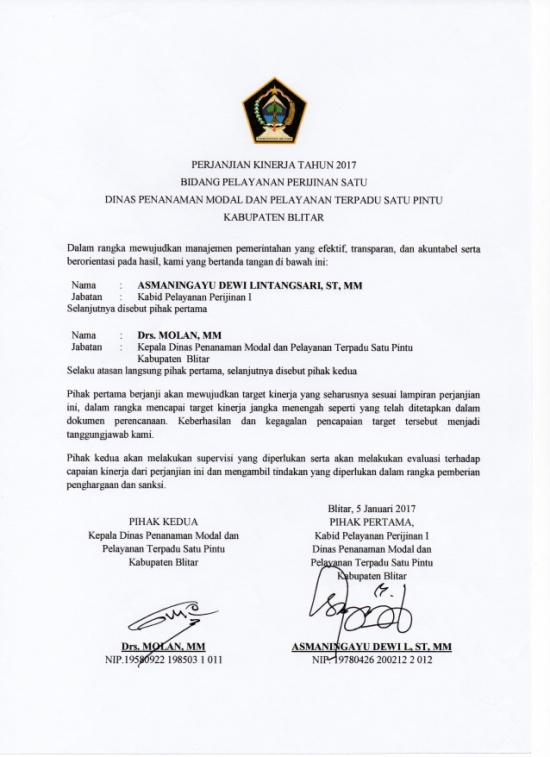 PERJANJIAN KINERJA TAHUN 2017
BIDANG PELAYANAN PERIJINAN SATU
DINAS PENANAMAN MODAL DAN PELAYANAN TERPADU SATU PINTU
KABUPATEN BLITAR
Dalam rangka mewujudkan manajemen pemerintahan yang efektif, transparan, dan akuntabel serta
berorientasi pada hasil, kami yang bertanda tangan di bawah ini:
Nama : ASMANINGAYU DEWI LINTANGSARI, ST, MM
Jabatan : Kabid Pelayanan Perijinan I
Selanjutnya disebut pihak pertama
Nama : Drs. MOLAN, MM
Jabatan : Kepala Dinas Penanaman Modal dan Pelayanan Terpadu Satu Pintu
Kabupaten Blitar
Selaku atasan langsung pihak pertama, selanjutnya disebut pihak kedua
Pihak pertama berjanji akan mewujudkan target kinerja yang seharusnya sesuai lampiran perjanjian
ini, dalam rangka mencapai target kinerja jangka menengah seperti yang telah ditetapkan dalam
dokumen perencanaan. Keberhasilan dan kegagalan pencapaian target tersebut menjadi
tanggungjawab kami.
Pihak kedua akan melakukan supervisi yang diperlukan serta akan melakukan evaluasi terhadap
capaian kinerja dari perjanjian ini dan mengambil tindakan yang diperlukan dalam rangka pemberian
penghargaan dan sanksi.
PIHAK KEDUA
Kepala Dinas Penanaman Modal dan
Pelayanan Terpadu Satu Pintu
Kabupaten Blitar
Drs. MOLAN, MM
NIP.19580922 198503 1 011
Blitar, 5 Januari 2017
PIHAK PERTAMA,
Kabid Pelayanan Perijinan I
Dinas Penanaman Modal dan
Pelayanan Terpadu Satu Pintu
Kabupaten Blitar
ASMANINGAYU DEWI L, ST, MM
NIP. 19780426 200212 2 012